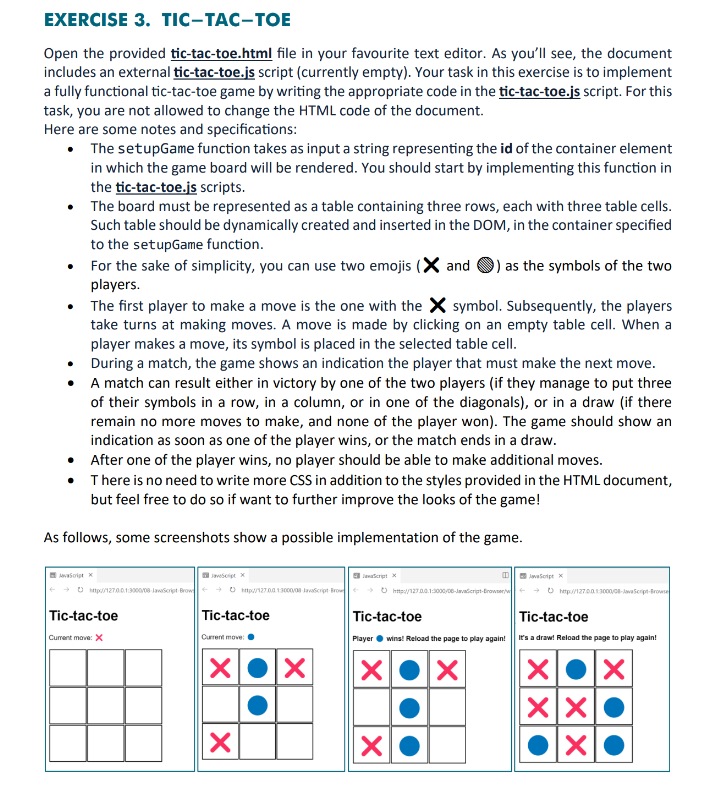 EXERCISE 3. TIC–TAC–TOE
Open the provided tic-tac-toe.html file in your favourite text editor. As you’ll see, the document
includes an external tic-tac-toe.js script (currently empty). Your task in this exercise is to implement
a fully functional tic-tac-toe game by writing the appropriate code in the tic-tac-toe.js script. For this
task, you are not allowed to change the HTML code of the document.
Here are some notes and specifications:
• The setupGame function takes as input a string representing the id of the container element
in which the game board will be rendered. You should start by implementing this function in
the tic-tac-toe.js scripts.
• The board must be represented as a table containing three rows, each with three table cells.
Such table should be dynamically created and inserted in the DOM, in the container specified
to the setupGame function.
• For the sake of simplicity, you can use two emojis (❌ and 🔵) as the symbols of the two
players.
• The first player to make a move is the one with the ❌ symbol. Subsequently, the players
take turns at making moves. A move is made by clicking on an empty table cell. When a
player makes a move, its symbol is placed in the selected table cell.
• During a match, the game shows an indication the player that must make the next move.
• A match can result either in victory by one of the two players (if they manage to put three
of their symbols in a row, in a column, or in one of the diagonals), or in a draw (if there
remain no more moves to make, and none of the player won). The game should show an
indication as soon as one of the player wins, or the match ends in a draw.
• After one of the player wins, no player should be able to make additional moves.
• T here is no need to write more CSS in addition to the styles provided in the HTML document,
but feel free to do so if want to further improve the looks of the game!
As follows, some screenshots show a possible implementation of the game.
JavaScript ×
http://127.0.0.1:3000/08-JavaScript-Brows
Tic-tac-toe
Current move: ❌
JavaScript ×
http://127.0.0.1:3000/08-JavaScript-Brows
Tic-tac-toe
Current move: 🔵
❌ 🔵 ❌
🔵
❌
JavaScript ×
http://127.0.0.1:3000/08-JavaScript-Browser/w
Tic-tac-toe
Player 🔵 wins! Reload the page to play again!
❌ 🔵 ❌
🔵
❌ 🔵
JavaScript ×
http://127.0.0.1:3000/08-JavaScript-Browse
Tic-tac-toe
It's a draw! Reload the page to play again!
❌ 🔵 ❌
❌ ❌ 🔵
🔵 ❌ 🔵